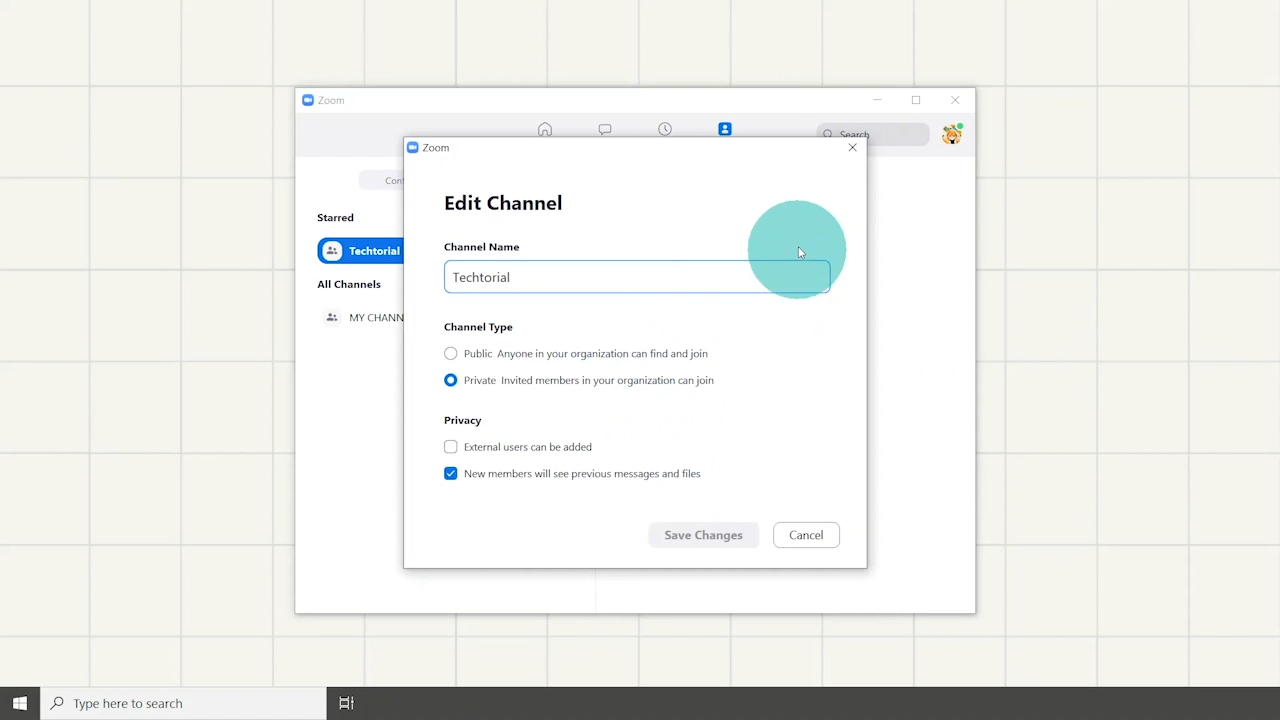 Zoom
Search
Zoom
Edit Channel
Starred
Channel Name
Techtorial
Techtorial
All Channels
MY CHANN
Channel Type
Public Anyone in your organization can find and join
Private Invited members in your organization can join
Privacy
External users can be added
New members will see previous messages and files
Save Changes
Cancel
Type here to search